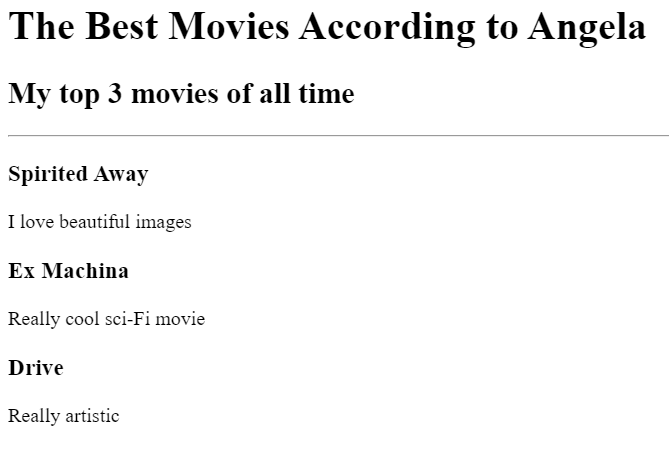 The Best Movies According to Angela
My top 3 movies of all time
Spirited Away
I love beautiful images
Ex Machina
Really cool sci-Fi movie
Drive
Really artistic